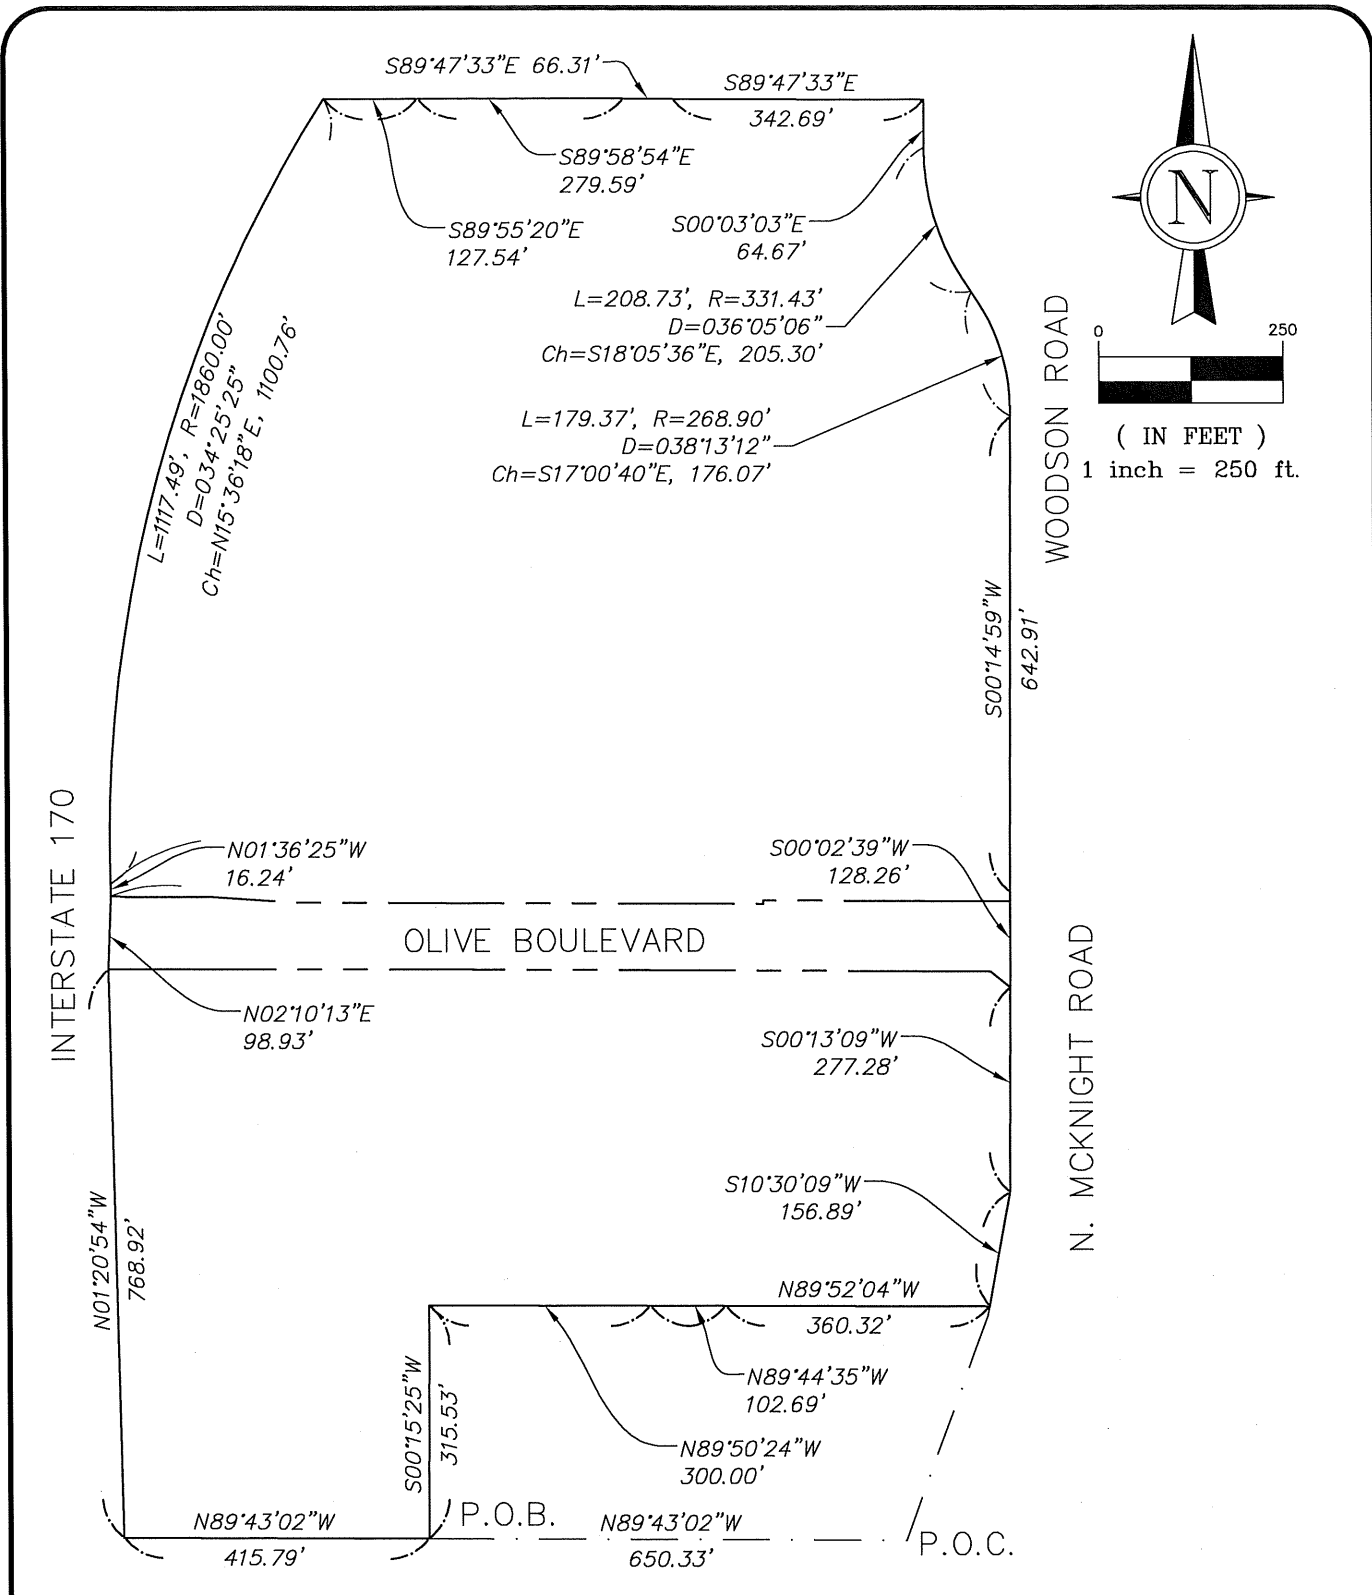 S89°47'33"E 66.31'
S89°47'33"E
342.69'
S89°58'54"E
279.59'
S89°55'20"E
127.54'
S00°03'03"E
64.67'
L=208.73', R=331.43'
D=036°05'06"
Ch=S18°05'36"E, 205.30'
L=179.37', R=268.90'
D=038°13'12"
Ch=S17°00'40"E, 176.07'
L=1117.49', R=1860.00'
D=034°25'25"
Ch=N15°36'18"E, 1100.76'
N
0 250
( IN FEET )
1 inch = 250 ft.
WOODSON ROAD
S00°14'59"W
642.91'
INTERSTATE 170
N01°36'25"W
16.24'
S00°02'39"W
128.26'
OLIVE BOULEVARD
N02°10'13"E
98.93'
S00°13'09"W
277.28'
N. MCKNIGHT ROAD
S10°30'09"W
156.89'
N01°20'54"W
768.92'
N89°52'04"W
360.32'
N89°44'35"W
102.69'
N89°50'24"W
300.00'
S00°15'25"W
315.53'
N89°43'02"W
415.79'
P.O.B.
N89°43'02"W
650.33'
P.O.C.